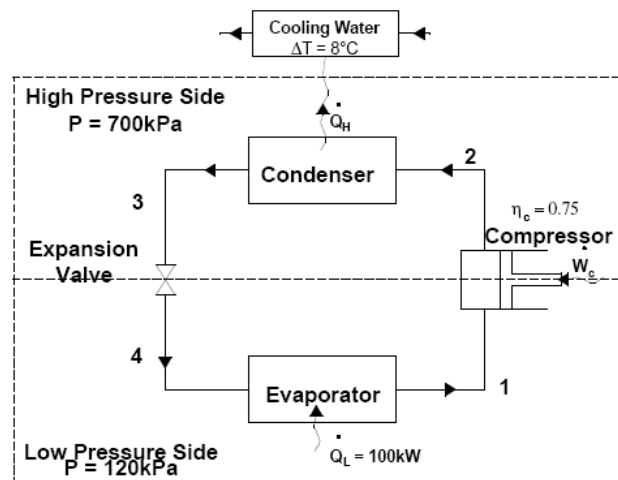 Cooling Water
ΔT = 8°C
High Pressure Side
P = 700kPa
Q̇H
Condenser
2
3
ηc = 0.75
Compressor
Ẇc
Expansion
Valve
4
Evaporator
1
Low Pressure Side
P = 120kPa
Q̇L = 100kW